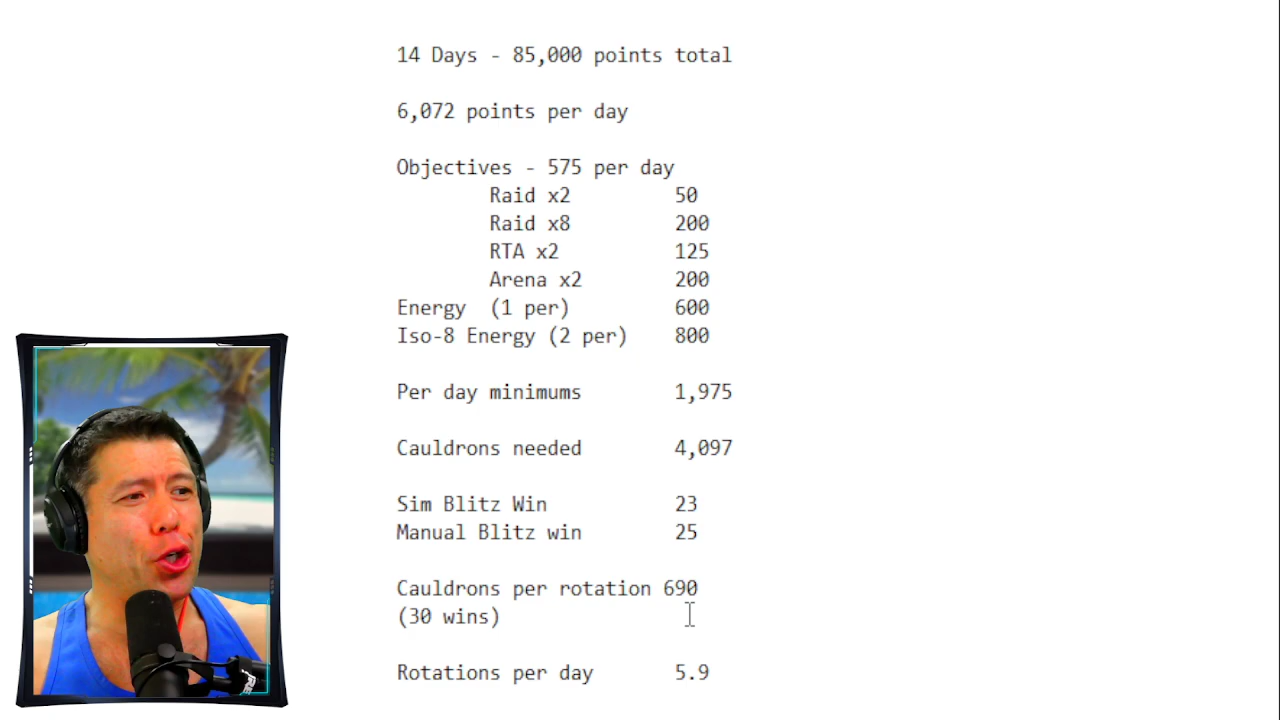 14 Days - 85,000 points total
6,072 points per day
Objectives - 575 per day
Raid x2 50
Raid x8 200
RTA x2 125
Arena x2 200
Energy (1 per) 600
Iso-8 Energy (2 per) 800
Per day minimums 1,975
Cauldrons needed 4,097
Sim Blitz Win 23
Manual Blitz win 25
Cauldrons per rotation 690
(30 wins)
Rotations per day 5.9